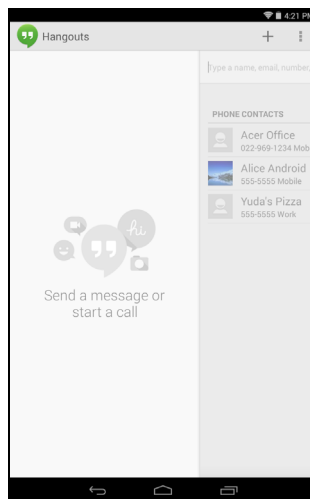 4:21 PM
Hangouts
Type a name, email, number,
PHONE CONTACTS
Acer Office
022-969-1234 Mob
Alice Android
555-5555 Mobile
Yuda's Pizza
555-5555 Work
hi
Send a message or
start a call